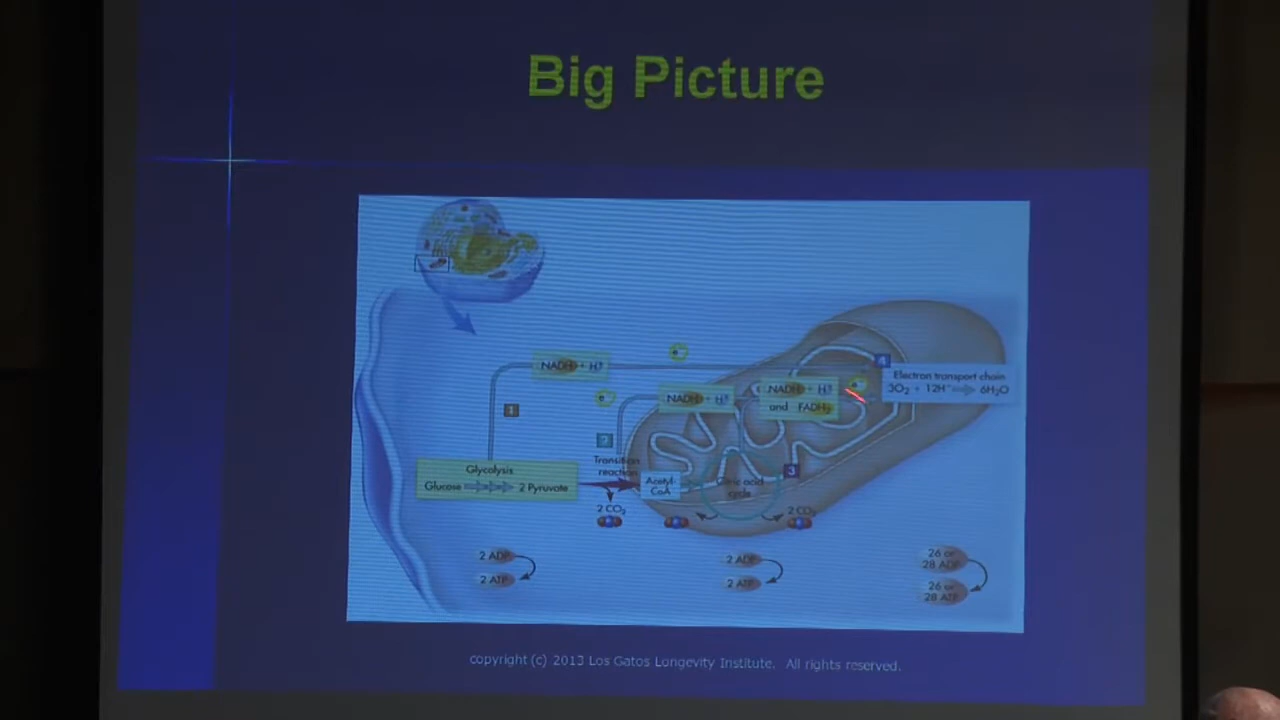 Big Picture
NADH + H⁺
e⁻
e⁻
NADH + H⁺
NADH + H⁺
and FADH₂
e⁻
4
Electron transport chain
3O₂ + 12H⁺ 6H₂O
1
2
Transition
reaction
3
Glycolysis
Glucose 2 Pyruvate
Acetyl-
CoA
Citric acid
cycle
2 CO₂
2 CO₂
2 ADP
2 ATP
2 ADP
2 ATP
26 or
28 ADP
26 or
28 ATP
copyright (c) 2013 Los Gatos Longevity Institute. All rights reserved.